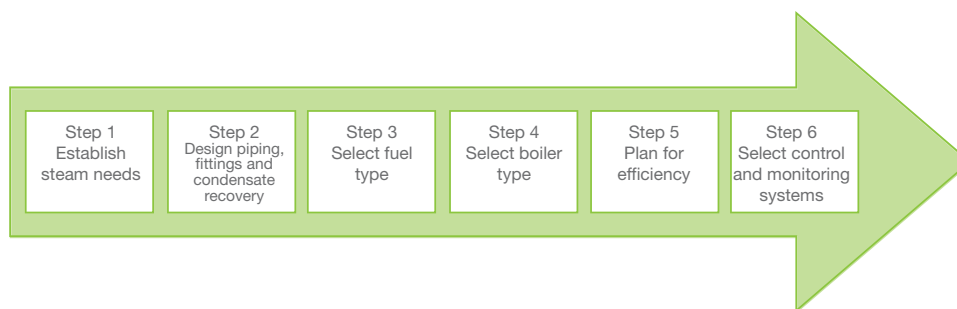 Step 1
Establish
steam needs
Step 2
Design piping,
fittings and
condensate
recovery
Step 3
Select fuel
type
Step 4
Select boiler
type
Step 5
Plan for
efficiency
Step 6
Select control
and monitoring
systems